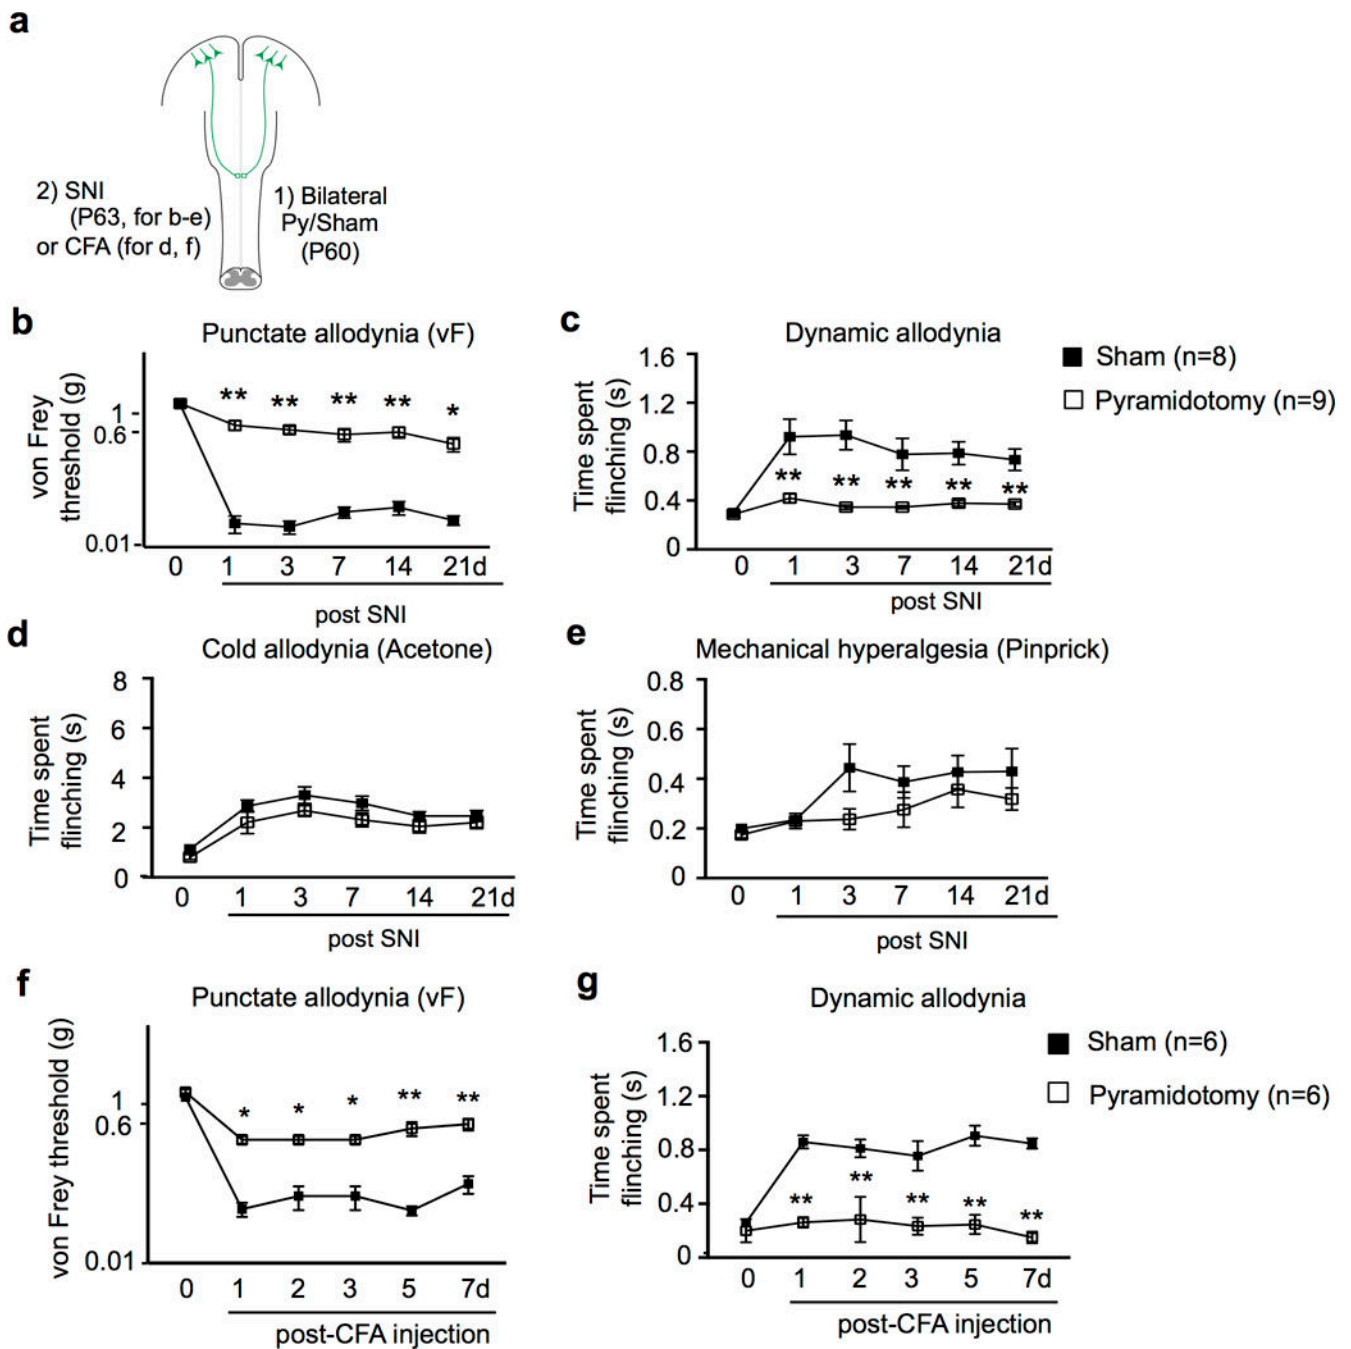 a
2) SNI
(P63, for b-e)
or CFA (for d, f)
1) Bilateral
Py/Sham
(P60)
b
Punctate allodynia (vF)
von Frey
threshold (g)
1
0.6
0.01
** ** ** ** *
0 1 3 7 14 21d
post SNI
c
Dynamic allodynia
Time spent
flinching (s)
1.6
1.2
0.8
0.4
0
** ** ** ** **
0 1 3 7 14 21d
post SNI
Sham (n=8)
Pyramidotomy (n=9)
d
Cold allodynia (Acetone)
Time spent
flinching (s)
8
6
4
2
0
0 1 3 7 14 21d
post SNI
e
Mechanical hyperalgesia (Pinprick)
Time spent
flinching (s)
0.8
0.6
0.4
0.2
0
0 1 3 7 14 21d
post SNI
f
Punctate allodynia (vF)
von Frey threshold (g)
1
0.6
0.01
* * * ** **
0 1 2 3 5 7d
post-CFA injection
g
Dynamic allodynia
Time spent
flinching (s)
1.6
1.2
0.8
0.4
0
** ** ** ** **
0 1 2 3 5 7d
post-CFA injection
Sham (n=6)
Pyramidotomy (n=6)